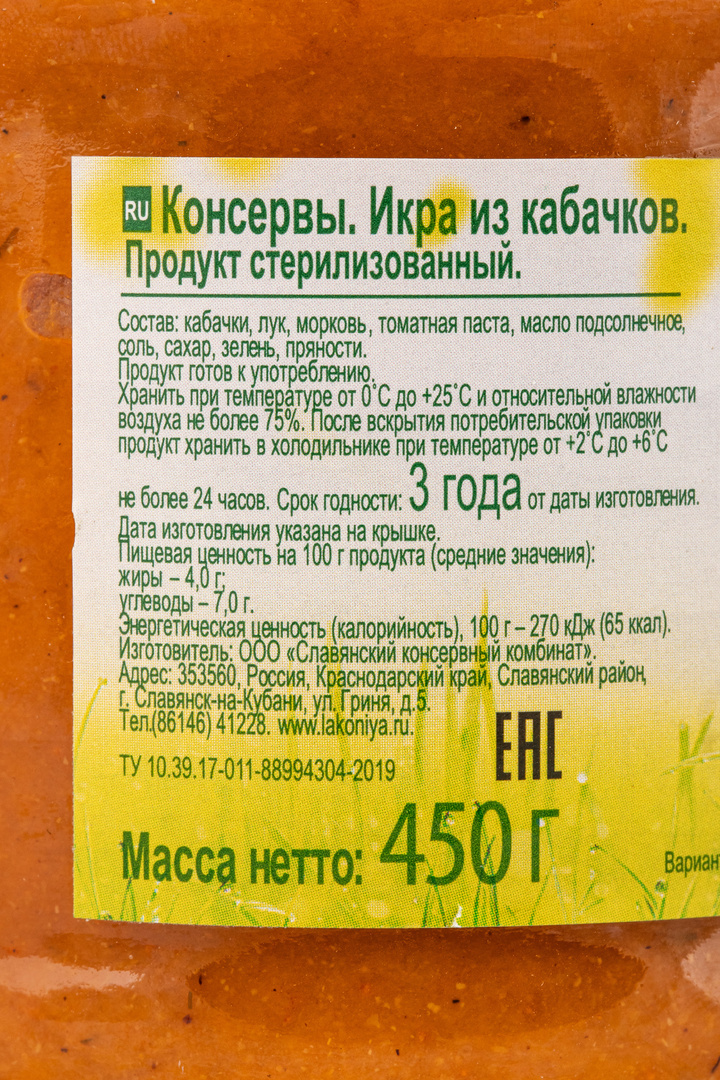 RU Консервы. Икра из кабачков.
Продукт стерилизованный.
Состав: кабачки, лук, морковь, томатная паста, масло подсолнечное,
соль, сахар, зелень, пряности.
Продукт готов к употреблению.
Хранить при температуре от 0°С до +25°С и относительной влажности
воздуха не более 75%. После вскрытия потребительской упаковки
продукт хранить в холодильнике при температуре от +2°С до +6°С
не более 24 часов. Срок годности: 3 года от даты изготовления.
Дата изготовления указана на крышке.
Пищевая ценность на 100 г продукта (средние значения):
жиры – 4,0 г;
углеводы – 7,0 г.
Энергетическая ценность (калорийность), 100 г – 270 кДж (65 ккал).
Изготовитель: ООО «Славянский консервный комбинат».
Адрес: 353560, Россия, Краснодарский край, Славянский район,
г. Славянск-на-Кубани, ул. Гриня, д.5.
Тел.(86146) 41228. www.lakoniya.ru.
ЕАС
ТУ 10.39.17-011-88994304-2019
Масса нетто: 450 г